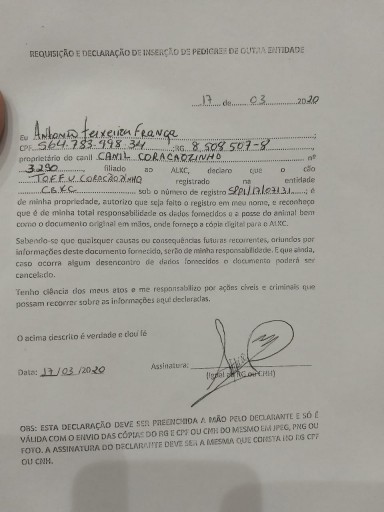 REQUISIÇÃO E DECLARAÇÃO DE INSERÇÃO DE PEDIGREE DE OUTRA ENTIDADE
17 de 03 2020
Eu Antonio Teixeira França;
CPF 564.783.998.34 RG 8.508 507-8
proprietário do canil CANIL CORACAOZINHO nº
3.290 filiado ao ALKC, declaro que o cão
TOFFY CORAÇÃOZINHO registrado na entidade
CBKC sob o número de registro é
de minha propriedade, autorizo que seja feito o registro em meu nome, e reconheço
que é de minha total responsabilidade os dados fornecidos e a posse do animal bem
como o documento original em mãos, onde forneço a cópia digital para e ALKC.
Sabendo-se que quaisquer causas ou consequências futuras recorrentes, oriundos por
informações deste documento fornecida, serão de minha responsabilidade. E que ainda,
caso ocorra algum desencontro de dados fornecidos o documento poderá ser
cancelado.
Tenho ciência dos meus atos e me responsabilizo por ações civeis e criminais que
possam recorrer sobre as informações aqui declaradas.
O acima descrito é verdade e dou fé
Data: 17/03/2020 Assinatura:
(Igual ao RG ou CNH)
OBS: ESTA DECLARAÇÃO DEVE SER PREENCHIDA A MÃO PELO DECLARANTE E SÓ É
VÁLIDA COM O ENVIO DAS CÓPIAS DO RG E CPF OU CNH DO MESMO EM JPEG, PNG OU
FOTO. A ASSINATURA DO DECLARANTE DEVE SER A MESMA QUE CONSTA NO RG CPF
OU CNH.